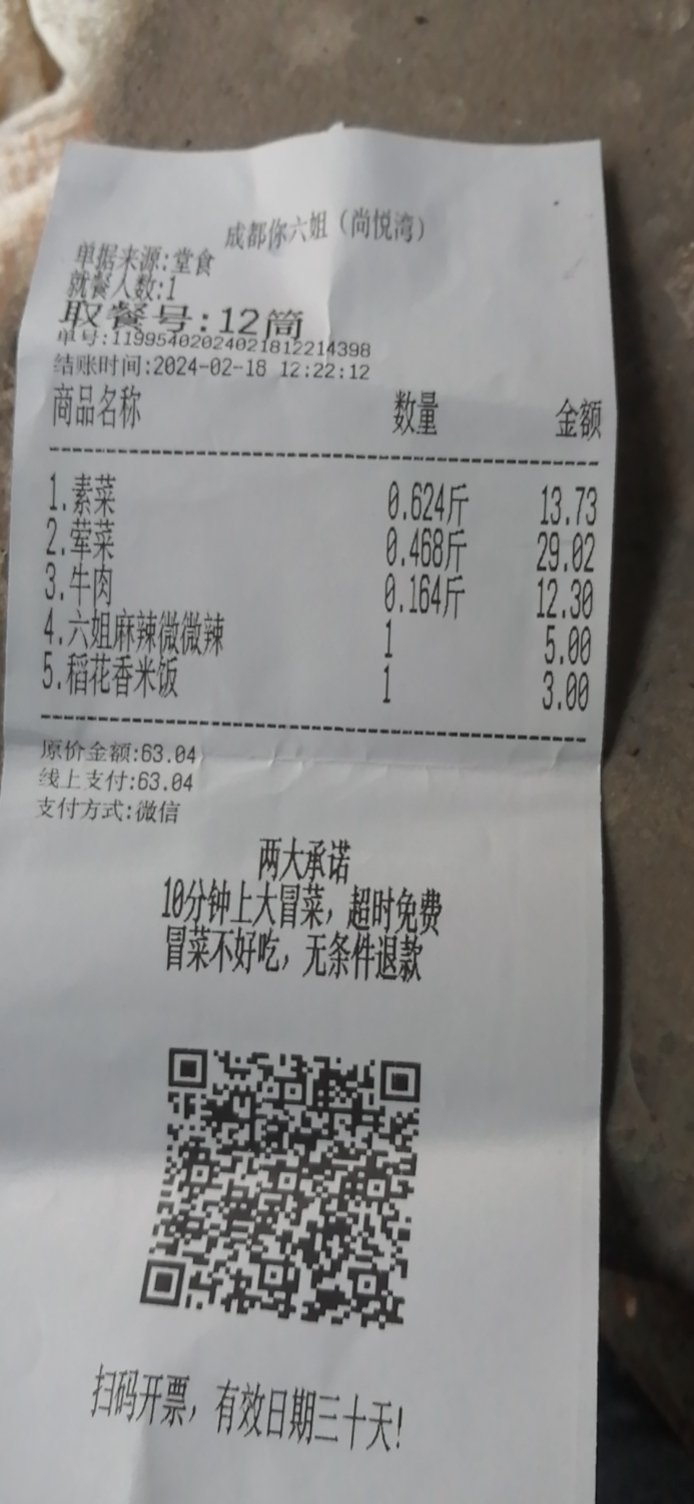 成都你六姐（尚悦湾）
单据来源:堂食
就餐人数:1
取餐号:12筒
单号:11995402024021812214398
结账时间:2024-02-18 12:22:12
商品名称 数量 金额
1.素菜 0.624斤 13.73
2.荤菜 0.468斤 29.02
3.牛肉 0.164斤 12.30
4.六姐麻辣微微辣 1 5.00
5.稻花香米饭 1 3.00
原价金额:63.04
线上支付:63.04
支付方式:微信
两大承诺
10分钟上大冒菜，超时免费
冒菜不好吃，无条件退款
扫码开票，有效日期三十天!